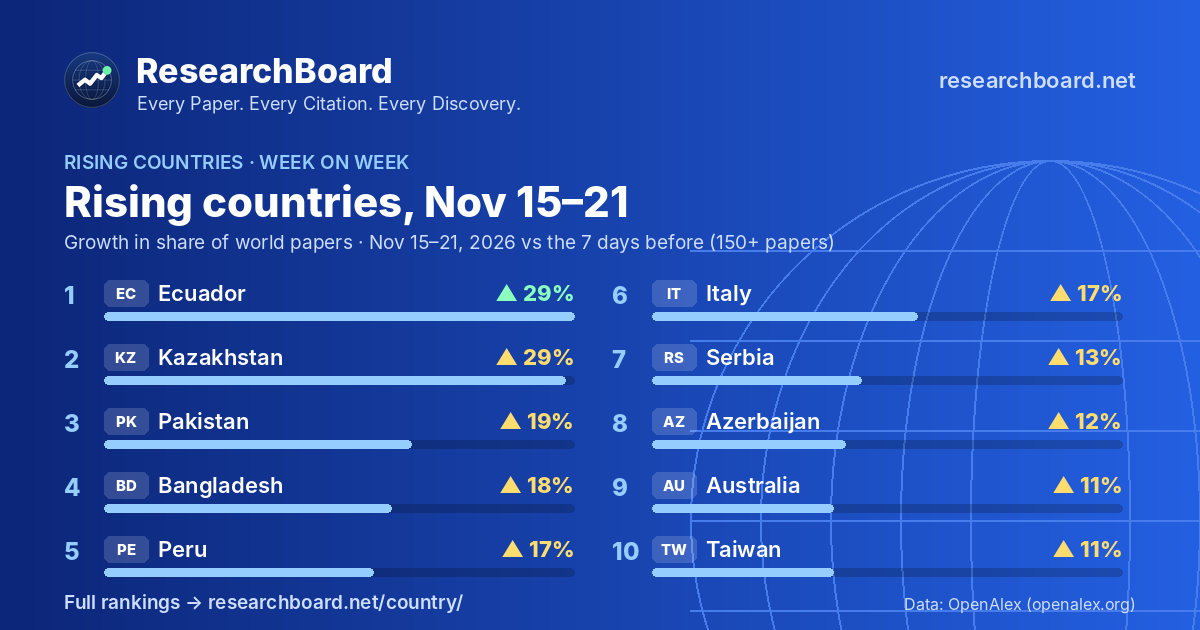 ResearchBoard
Every Paper. Every Citation. Every Discovery.
researchboard.net
RISING COUNTRIES · WEEK ON WEEK
Rising countries, Nov 15–21
Growth in share of world papers · Nov 15–21, 2026 vs the 7 days before (150+ papers)
1 EC Ecuador ▲ 29%
2 KZ Kazakhstan ▲ 29%
3 PK Pakistan ▲ 19%
4 BD Bangladesh ▲ 18%
5 PE Peru ▲ 17%
6 IT Italy ▲ 17%
7 RS Serbia ▲ 13%
8 AZ Azerbaijan ▲ 12%
9 AU Australia ▲ 11%
10 TW Taiwan ▲ 11%
Full rankings → researchboard.net/country/
Data: OpenAlex (openalex.org)